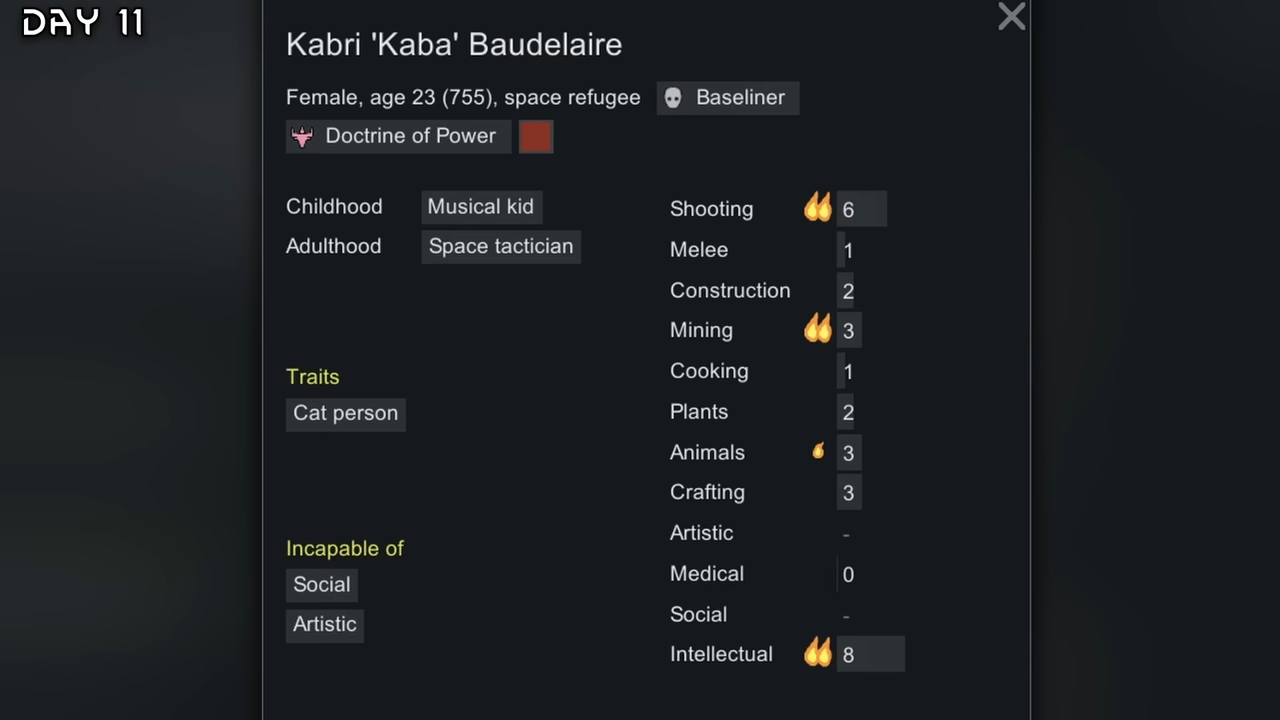 DAY 11
Kabri 'Kaba' Baudelaire
Female, age 23 (755), space refugee Baseliner
Doctrine of Power
Childhood Musical kid
Adulthood Space tactician
Traits
Cat person
Incapable of
Social
Artistic
Shooting 6
Melee 1
Construction 2
Mining 3
Cooking 1
Plants 2
Animals 3
Crafting 3
Artistic -
Medical 0
Social -
Intellectual 8